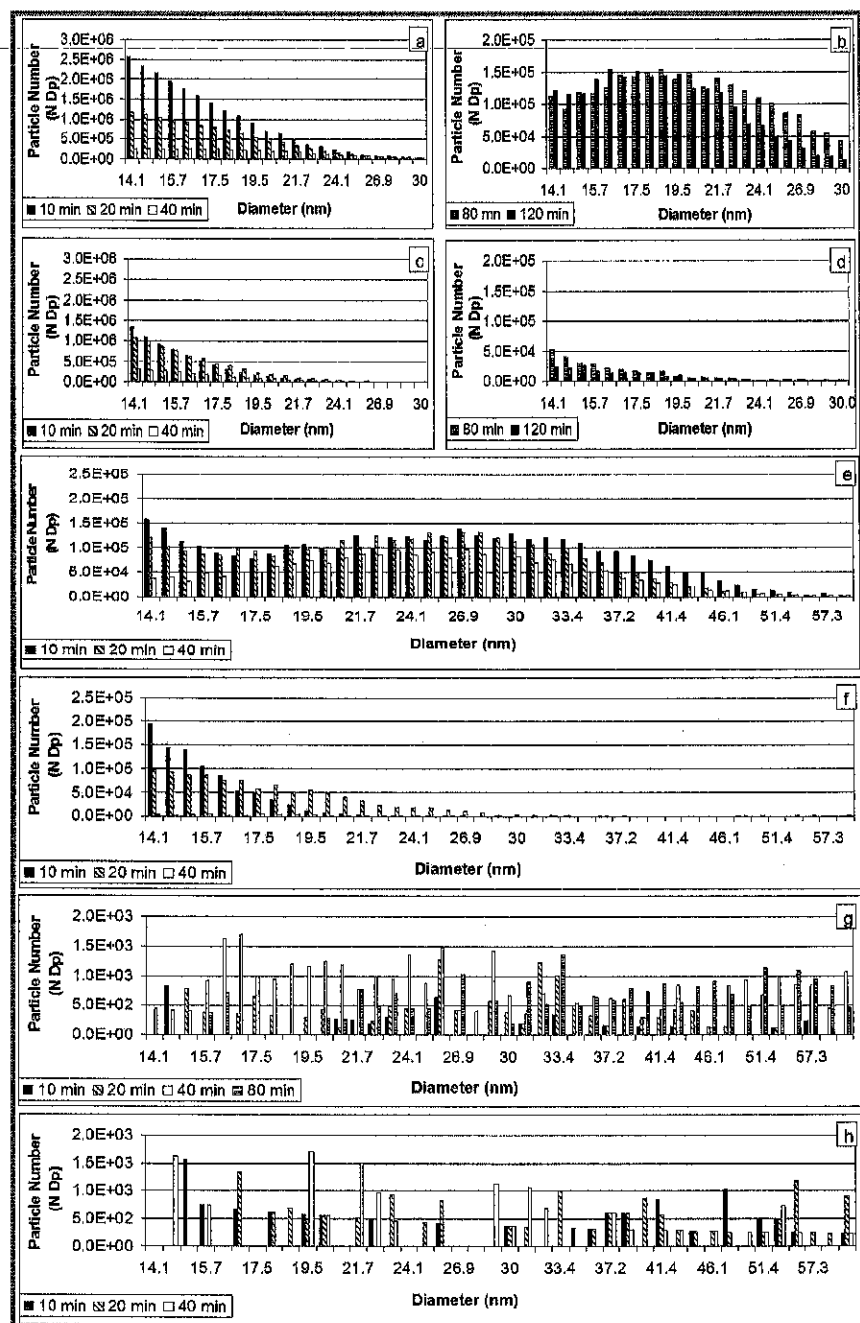 a
Particle Number
(N Dp)
3.0E+06
2.5E+06
2.0E+06
1.5E+06
1.0E+06
5.0E+05
0.0E+00
14.1 15.7 17.5 19.5 21.7 24.1 26.9 30
Diameter (nm)
10 min 20 min 40 min
b
Particle Number
(N Dp)
2.0E+05
1.5E+05
1.0E+05
5.0E+04
0.0E+00
14.1 15.7 17.5 19.5 21.7 24.1 26.9 30
Diameter (nm)
80 mn 120 min
c
Particle Number
(N Dp)
3.0E+06
2.5E+06
2.0E+06
1.5E+06
1.0E+06
5.0E+05
0.0E+00
14.1 15.7 17.5 19.5 21.7 24.1 26.9 30
Diameter (nm)
10 min 20 min 40 min
d
Particle Number
(N Dp)
2.0E+05
1.5E+05
1.0E+05
5.0E+04
0.0E+00
14.1 15.7 17.5 19.5 21.7 24.1 26.9 30.0
Diameter (nm)
80 min 120 min
e
Particle Number
(N Dp)
2.5E+05
2.0E+05
1.5E+05
1.0E+05
5.0E+04
0.0E+00
14.1 15.7 17.5 19.5 21.7 24.1 26.9 30 33.4 37.2 41.4 46.1 51.4 57.3
Diameter (nm)
10 min 20 min 40 min
f
Particle Number
(N Dp)
2.5E+05
2.0E+05
1.5E+05
1.0E+05
5.0E+04
0.0E+00
14.1 15.7 17.5 19.5 21.7 24.1 26.9 30 33.4 37.2 41.4 46.1 51.4 57.3
Diameter (nm)
10 min 20 min 40 min
g
Particle Number
(N Dp)
2.0E+03
1.5E+03
1.0E+03
5.0E+02
0.0E+00
14.1 15.7 17.5 19.5 21.7 24.1 26.9 30 33.4 37.2 41.4 46.1 51.4 57.3
Diameter (nm)
10 min 20 min 40 min 80 min
h
Particle Number
(N Dp)
2.0E+03
1.5E+03
1.0E+03
5.0E+02
0.0E+00
14.1 15.7 17.5 19.5 21.7 24.1 26.9 30 33.4 37.2 41.4 46.1 51.4 57.3
Diameter (nm)
10 min 20 min 40 min